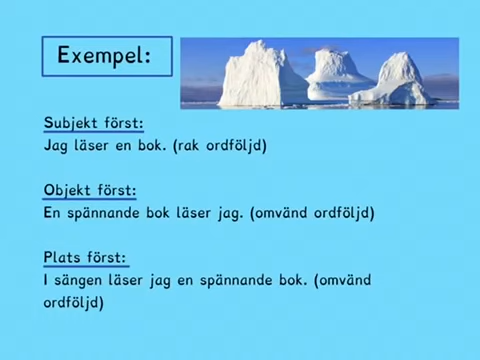 Exempel:
Subjekt först:
Jag läser en bok. (rak ordföljd)
Objekt först:
En spännande bok läser jag. (omvänd ordföljd)
Plats först:
I sängen läser jag en spännande bok. (omvänd
ordföljd)